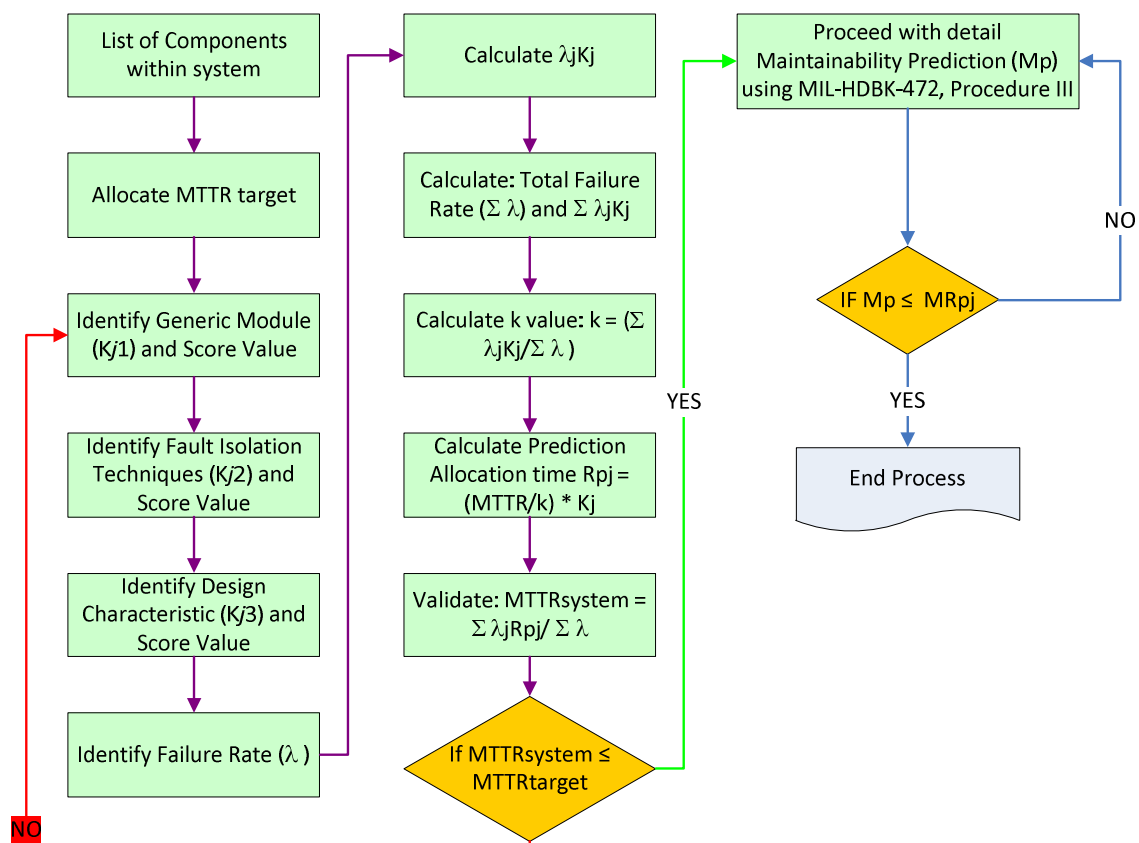 List of Components
within system
Allocate MTTR target
Identify Generic Module
(Kj1) and Score Value
Identify Fault Isolation
Techniques (Kj2) and
Score Value
Identify Design
Characteristic (Kj3) and
Score Value
Identify Failure Rate (λ )
NO
Calculate λjKj
Calculate: Total Failure
Rate (Σ λ) and Σ λjKj
Calculate k value: k = (Σ
λjKj/Σ λ )
Calculate Prediction
Allocation time Rpj =
(MTTR/k) * Kj
Validate: MTTRsystem =
Σ λjRpj/ Σ λ
If MTTRsystem ≤
MTTRtarget
YES
Proceed with detail
Maintainability Prediction (Mp)
using MIL-HDBK-472, Procedure III
NO
IF Mp ≤ MRpj
YES
End Process